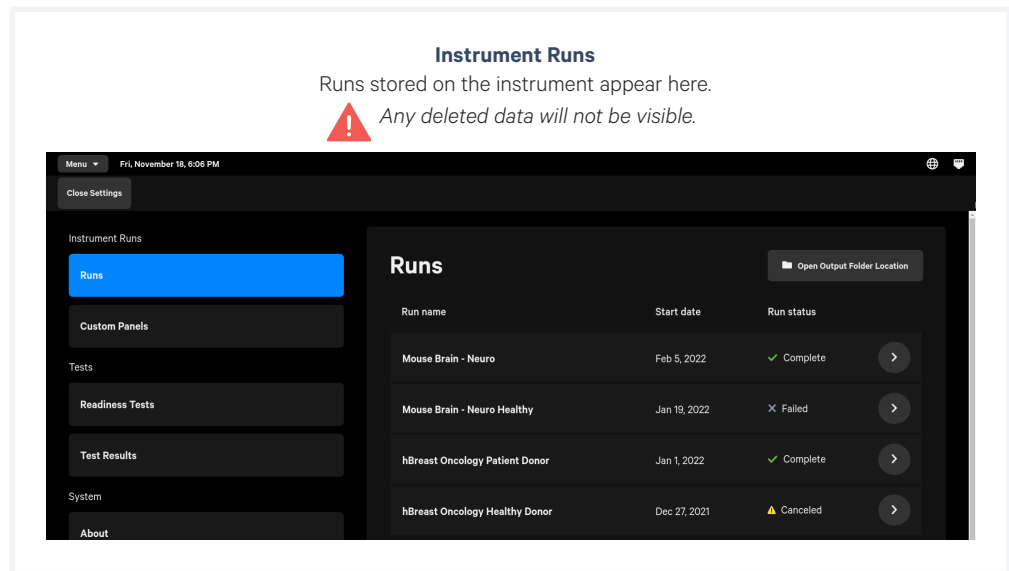 Instrument Runs
Runs stored on the instrument appear here.
Any deleted data will not be visible.
Menu Fri, November 18, 6:06 PM
Close Settings
Instrument Runs
Runs
Custom Panels
Tests
Readiness Tests
Test Results
System
About
Runs
Open Output Folder Location
Run name Start date Run status
Mouse Brain - Neuro Feb 5, 2022 Complete
Mouse Brain - Neuro Healthy Jan 19, 2022 Failed
hBreast Oncology Patient Donor Jan 1, 2022 Complete
hBreast Oncology Healthy Donor Dec 27, 2021 Canceled